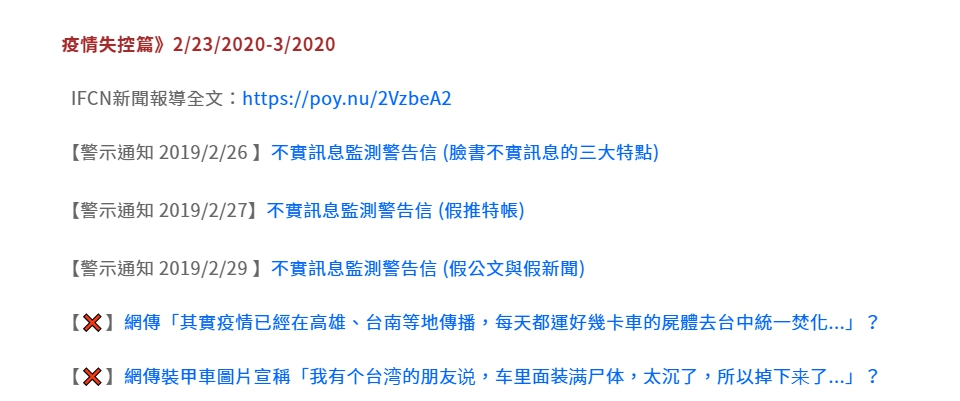 疫情失控篇》2/23/2020-3/2020
IFCN新聞報導全文：https://poy.nu/2VzbeA2
【警示通知 2019/2/26 】不實訊息監測警告信 (臉書不實訊息的三大特點)
【警示通知 2019/2/27】不實訊息監測警告信 (假推特帳)
【警示通知 2019/2/29 】不實訊息監測警告信 (假公文與假新聞)
【❌】網傳「其實疫情已經在高雄、台南等地傳播，每天都運好幾卡車的屍體去台中統一焚化...」？
【❌】網傳裝甲車圖片宣稱「我有个台湾的朋友说，车里面装满尸体，太沉了，所以掉下来了...」？